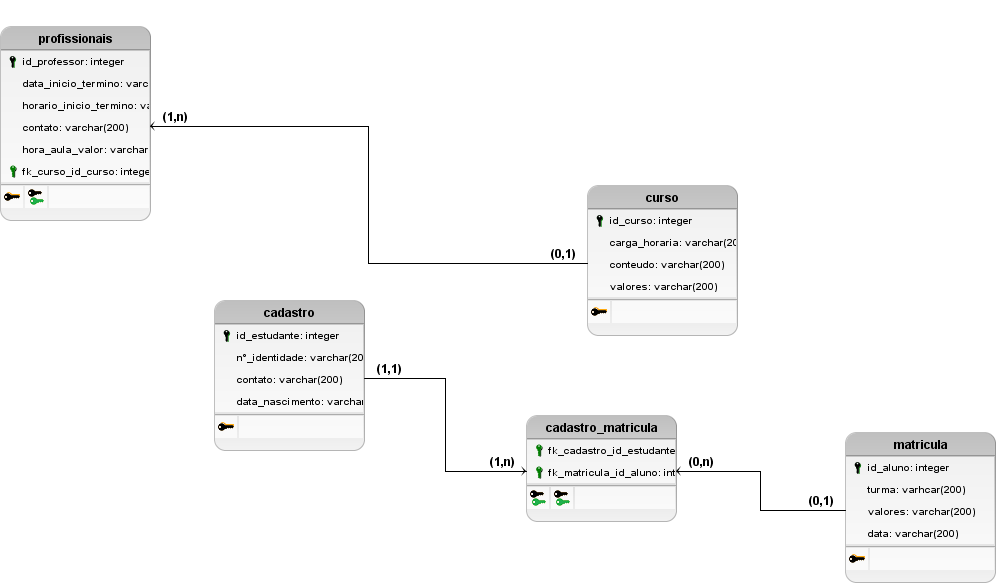 profissionais
id_professor: integer
data_inicio_termino: varc
horario_inicio_termino: va
contato: varchar(200)
hora_aula_valor: varchar
fk_curso_id_curso: intege
(1,n)
curso
id_curso: integer
carga_horaria: varchar(20
conteudo: varchar(200)
valores: varchar(200)
(0,1)
cadastro
id_estudante: integer
n°_identidade: varchar(20
contato: varchar(200)
data_nascimento: varchar
(1,1)
cadastro_matricula
fk_cadastro_id_estudante
fk_matricula_id_aluno: int
(1,n)
(0,n)
matricula
id_aluno: integer
turma: varhcar(200)
valores: varchar(200)
data: varchar(200)
(0,1)